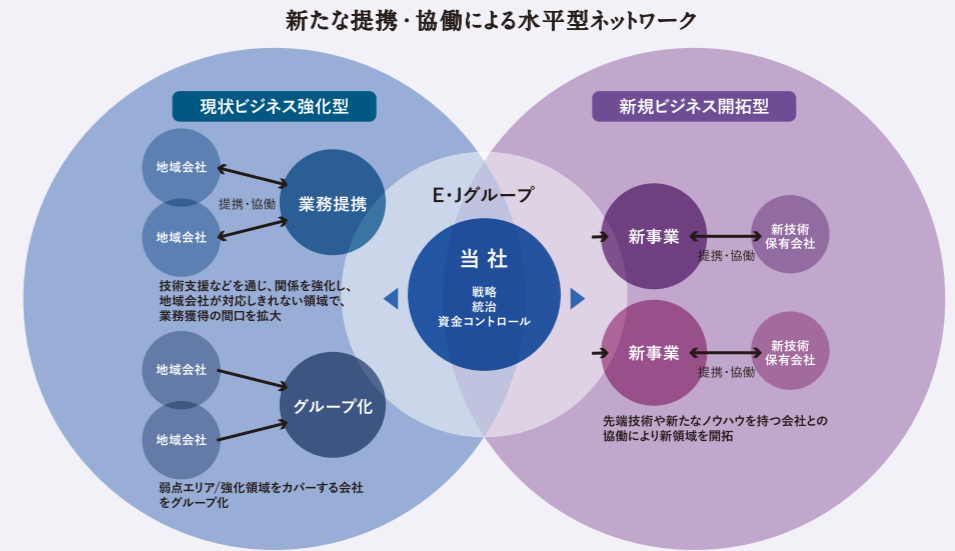 新たな提携・協働による水平型ネットワーク
現状ビジネス強化型
地域会社
提携・協働
地域会社
業務提携
技術支援などを通じ、関係を強化し、
地域会社が対応しきれない領域で、
業務獲得の間口を拡大
地域会社
地域会社
グループ化
弱点エリア/強化領域をカバーする会社
をグループ化
E・Jグループ
当社
戦略
統治
資金コントロール
新規ビジネス開拓型
新事業
提携・協働
新技術
保有会社
新事業
提携・協働
新技術
保有会社
先端技術や新たなノウハウを持つ会社との
協働により新領域を開拓